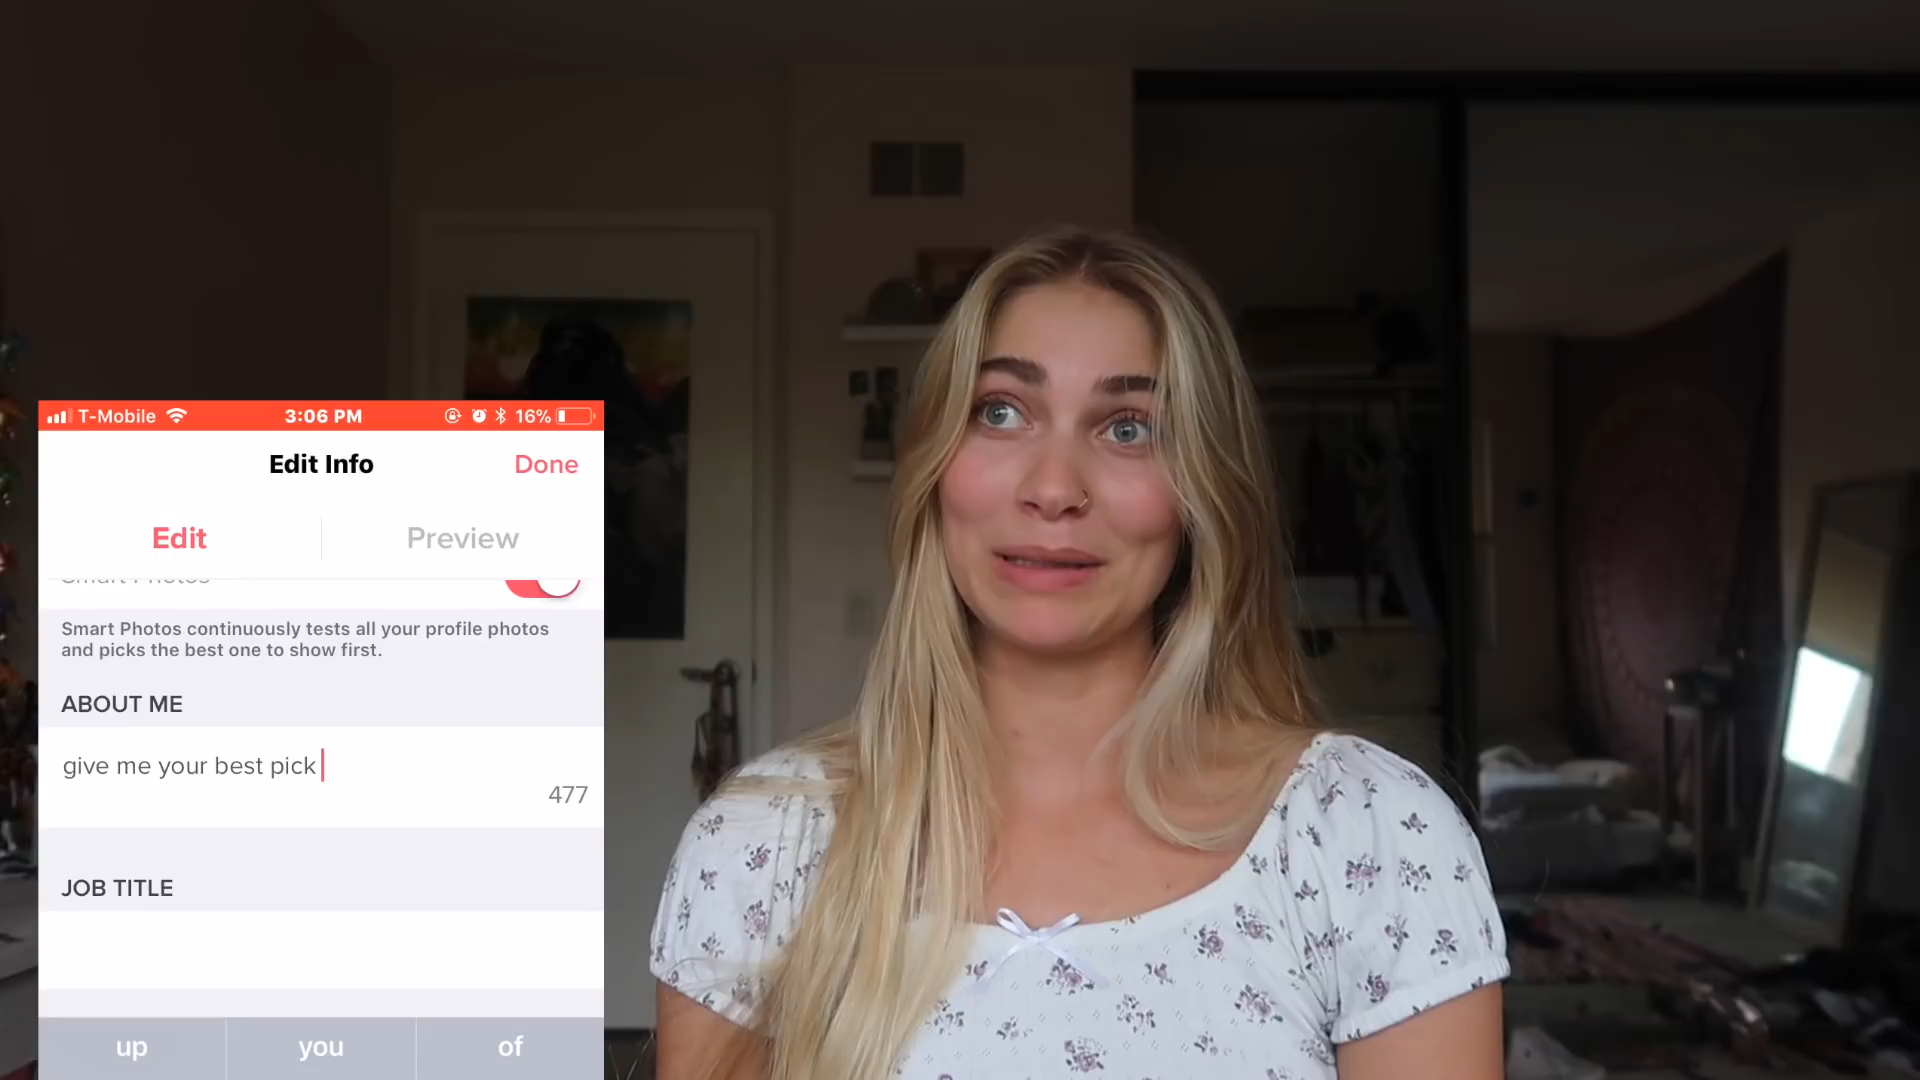 T-Mobile 3:06 PM 16%
Edit Info Done
Edit Preview
Smart Photos
Smart Photos continuously tests all your profile photos
and picks the best one to show first.
ABOUT ME
give me your best pick
477
JOB TITLE
up you of